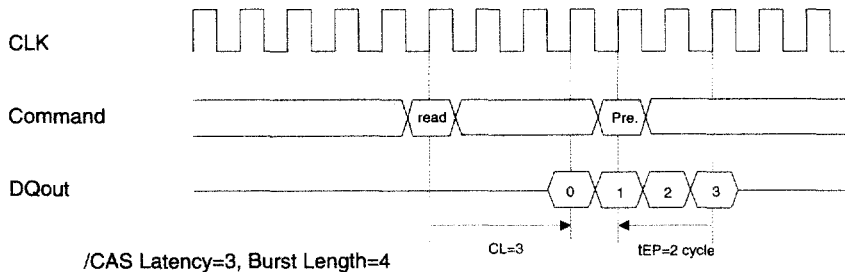 CLK
Command
read
Pre.
DQout
0
1
2
3
CL=3
tEP=2 cycle
/CAS Latency=3, Burst Length=4